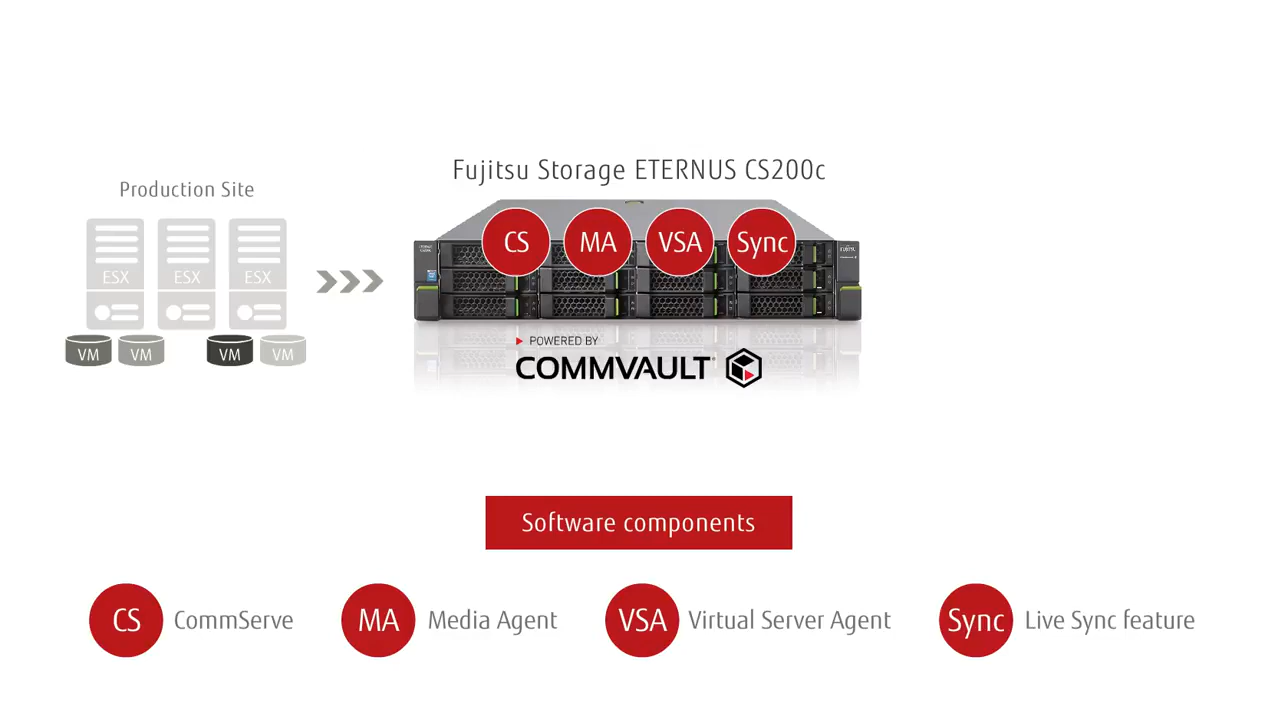 Fujitsu Storage ETERNUS CS200c
Production Site
ESX ESX ESX
VM VM VM VM
CS MA VSA Sync
POWERED BY
COMMVAULT
Software components
CS CommServe
MA Media Agent
VSA Virtual Server Agent
Sync Live Sync feature